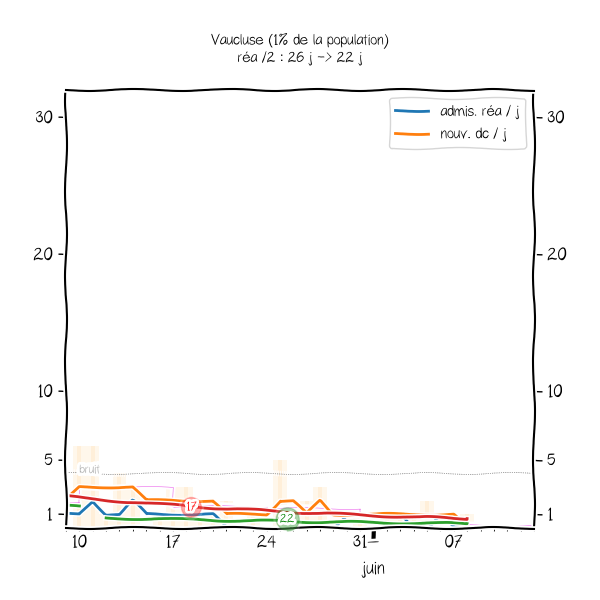 Vaucluse (1% de la population)
réa /2 : 26 j -> 22 j
admis. réa / j
nouv. dc / j
30 30
20 20
10 10
5 5
bruit
17
22
1 1
10 17 24 31 07
juin